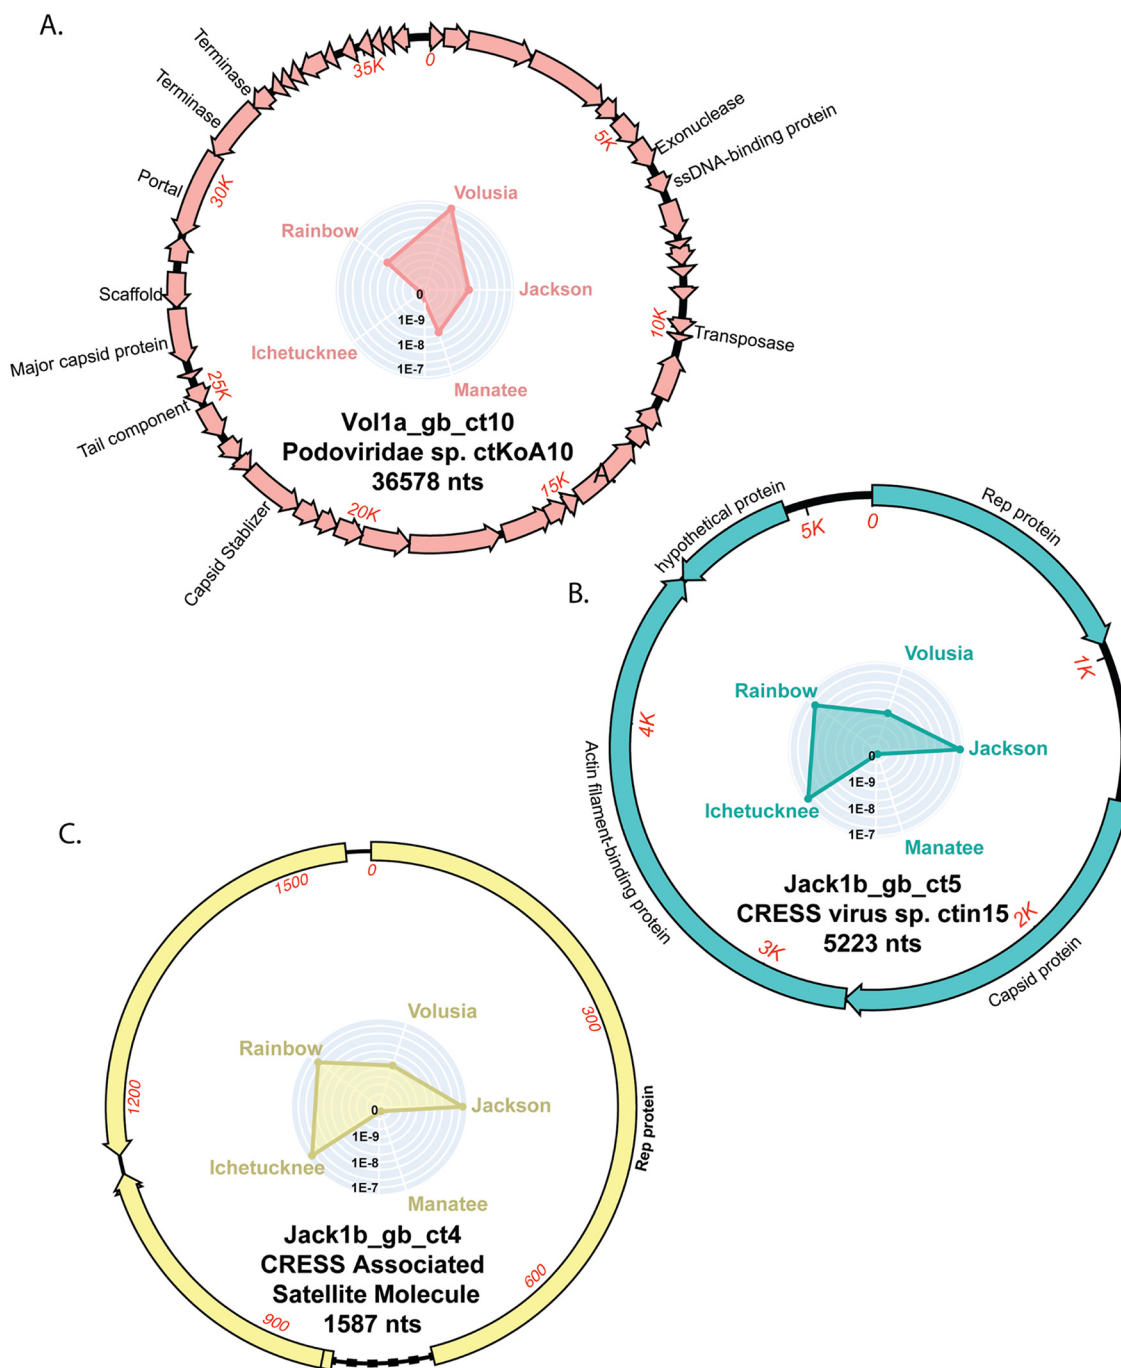 A.
Terminase
Terminase
Portal
Scaffold
Major capsid protein
Tail component
Capsid Stablizer
Exonuclease
ssDNA-binding protein
Transposase
0
5K
10K
15K
20K
25K
30K
35K
A.
Volusia
Rainbow
Jackson
Ichetucknee
Manatee
0
1E-9
1E-8
1E-7
Vol1a_gb_ct10
Podoviridae sp. ctKoA10
36578 nts
B.
hypothetical protein
Rep protein
Actin filament-binding protein
Capsid protein
0
1K
2K
3K
4K
5K
Volusia
Rainbow
Jackson
Ichetucknee
Manatee
0
1E-9
1E-8
1E-7
Jack1b_gb_ct5
CRESS virus sp. ctin15
5223 nts
C.
0
300
600
900
1200
1500
Rep protein
Volusia
Rainbow
Jackson
Ichetucknee
Manatee
0
1E-9
1E-8
1E-7
Jack1b_gb_ct4
CRESS Associated
Satellite Molecule
1587 nts